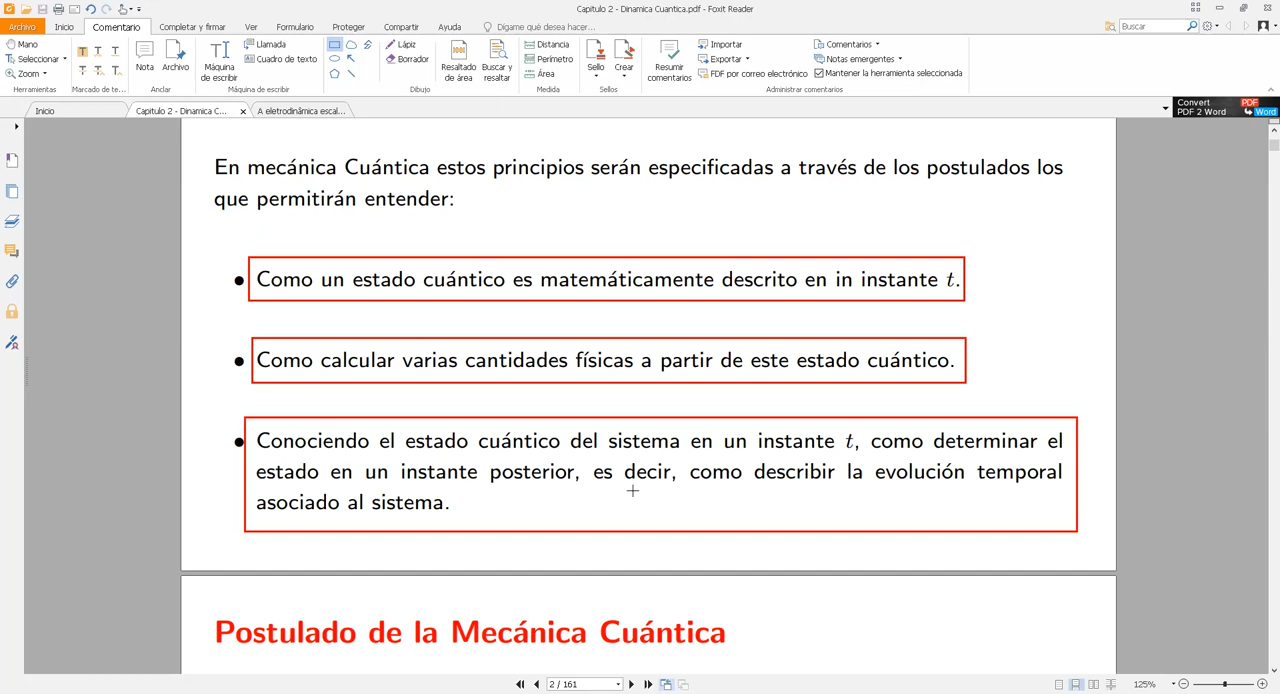 Capitulo 2 - Dinamica Cuantica.pdf - Foxit Reader
Archivo Inicio Comentario Completar y firmar Ver Formulario Proteger Compartir Ayuda Dígame qué desea hacer... Buscar
Mano
Seleccionar
Zoom
Herramientas
T T T
T T T
Marcado de te...
Nota
Archivo
Anclar
Máquina
de escribir
Llamada
Cuadro de texto
Máquina de escribir
Lápiz
Borrador
Dibujo
Resaltado
de área
Buscar y
resaltar
Distancia
Perímetro
Área
Medida
Sello
Crear
Sellos
Resumir
comentarios
Importar
Exportar
FDF por correo electrónico
Comentarios
Notas emergentes
Mantener la herramienta seleccionada
Administrar comentarios
Inicio
Capitulo 2 - Dinamica C...
A eletrodinâmica escal...
Convert PDF
PDF 2 Word Word
En mecánica Cuántica estos principios serán especificadas a través de los postulados los
que permitirán entender:
• Como un estado cuántico es matemáticamente descrito en in instante t.
• Como calcular varias cantidades físicas a partir de este estado cuántico.
• Conociendo el estado cuántico del sistema en un instante t, como determinar el
estado en un instante posterior, es decir, como describir la evolución temporal
asociado al sistema.
Postulado de la Mecánica Cuántica
2 / 161
125%